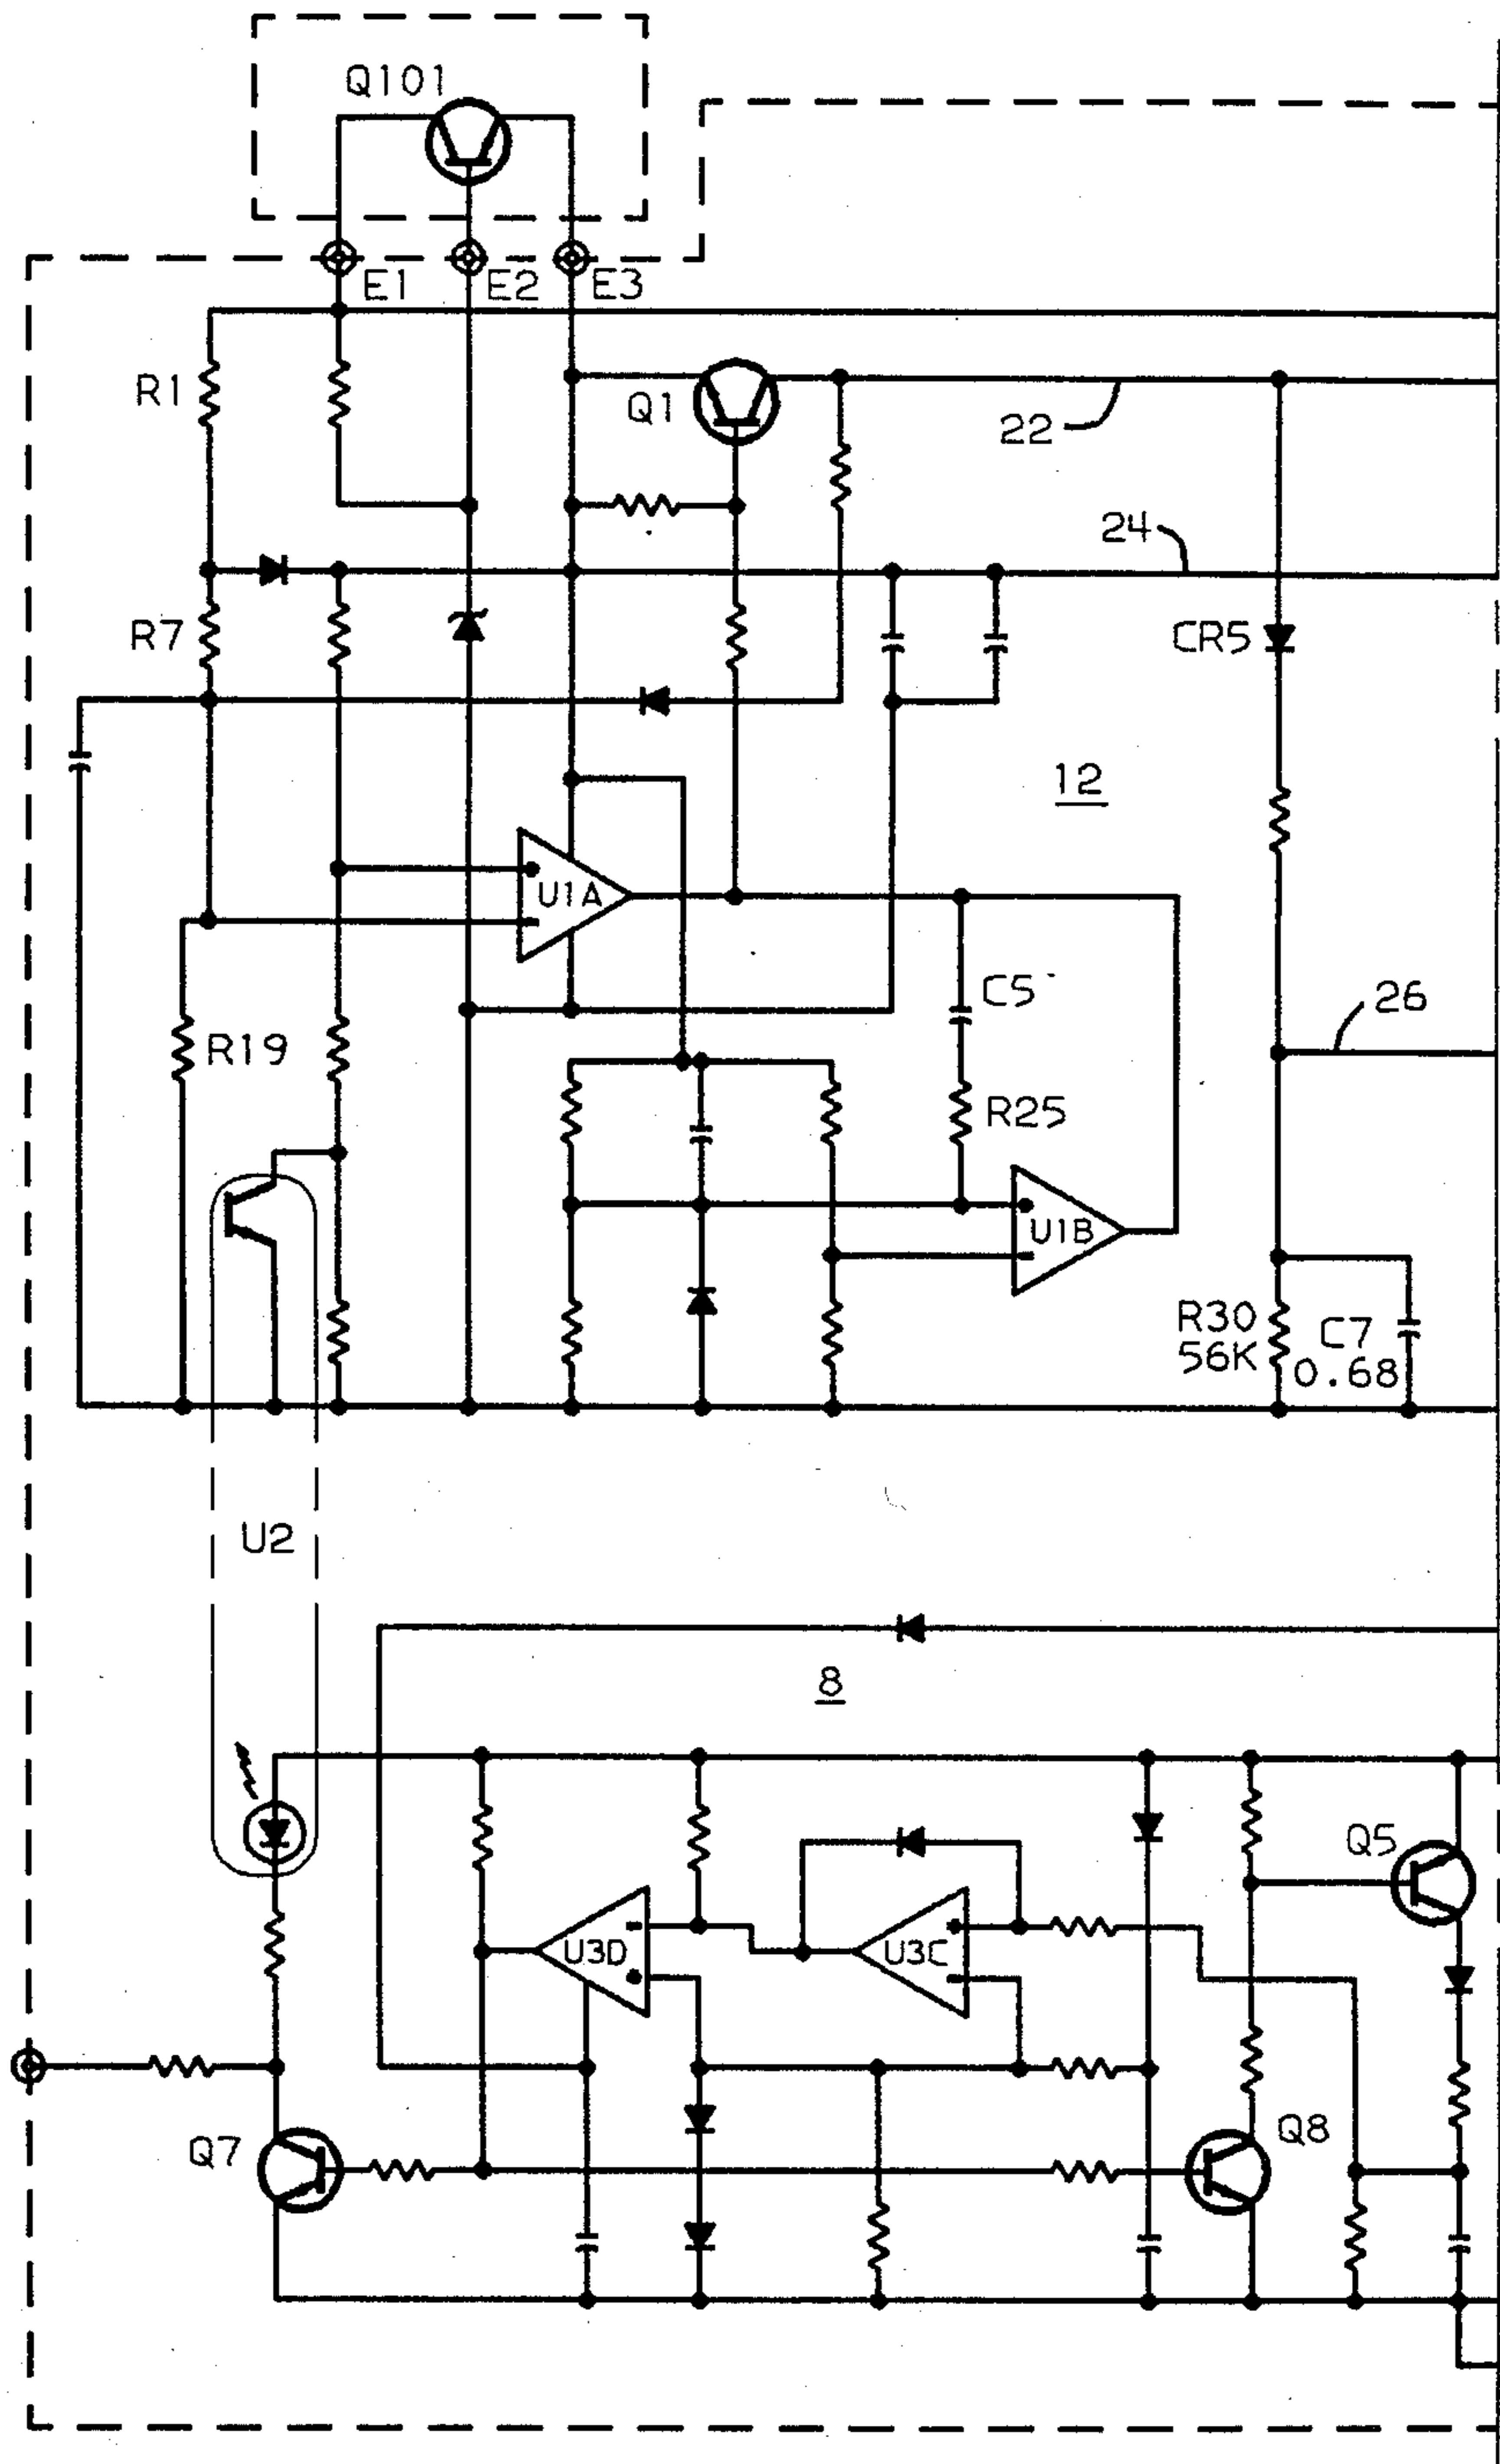 Q101
E1 E2 E3
R1
Q1
22
24
R7
CR5
12
U1A
C5
26
R19
R25
U1B
R30
56K
C7
0.68
U2
8
Q5
U3D
U3C
Q7
Q8